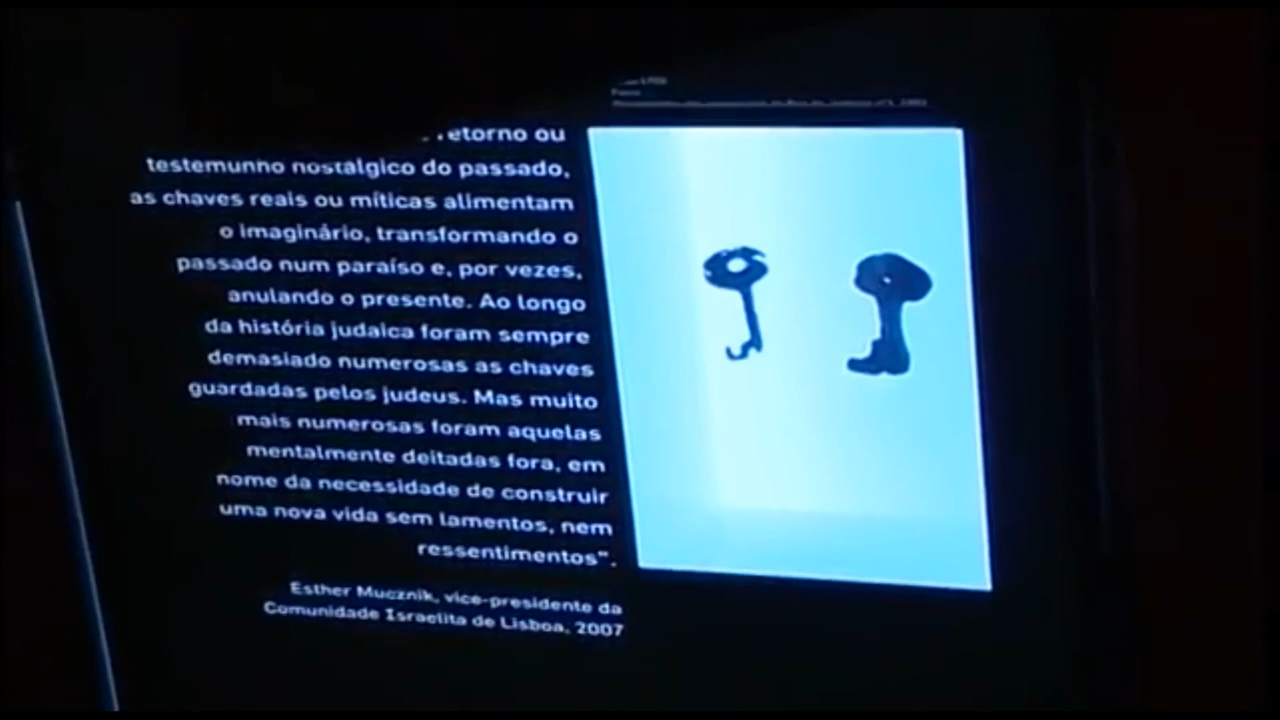 etorno ou
testemunho nostálgico do passado,
as chaves reais ou míticas alimentam
o imaginário, transformando o
passado num paraíso e, por vezes,
anulando o presente. Ao longo
da história judaica foram sempre
demasiado numerosas as chaves
guardadas pelos judeus. Mas muito
mais numerosas foram aquelas
mentalmente deitadas fora, em
nome da necessidade de construir
uma nova vida sem lamentos, nem
ressentimentos".
Esther Mucznik, vice-presidente da
Comunidade Israelita de Lisboa, 2007